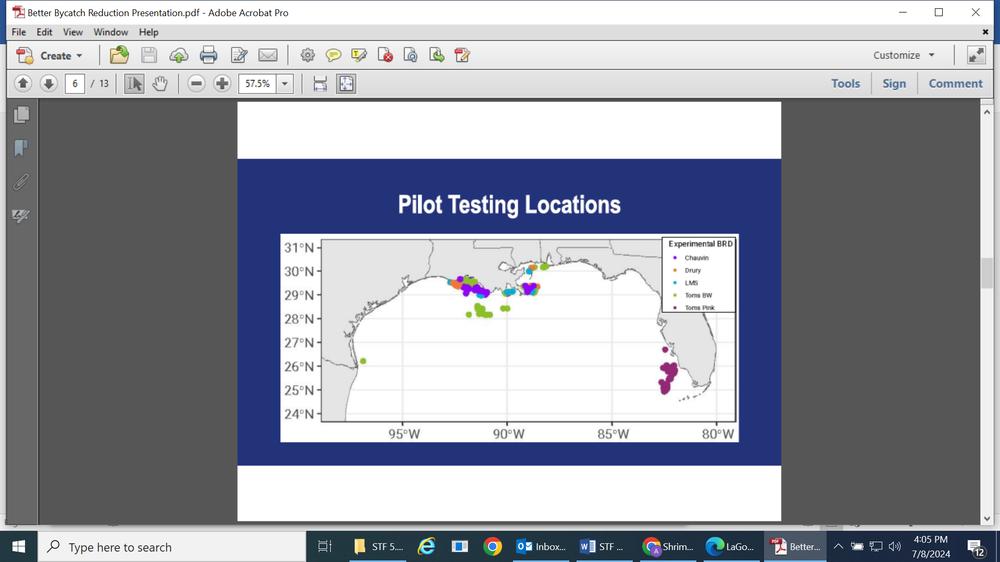 Better Bycatch Reduction Presentation.pdf - Adobe Acrobat Pro
File Edit View Window Help
Create
Customize
6 / 13
57.5%
Tools Sign Comment
Pilot Testing Locations
31°N
30°N
29°N
28°N
27°N
26°N
25°N
24°N
95°W 90°W 85°W 80°W
Experimental BRD
Chauvin
Drury
LMS
Toms BW
Toms Pink
Type here to search
STF 5....
Inbox...
STF ...
Shrim...
LaGo...
Better...
4:05 PM
7/8/2024
12